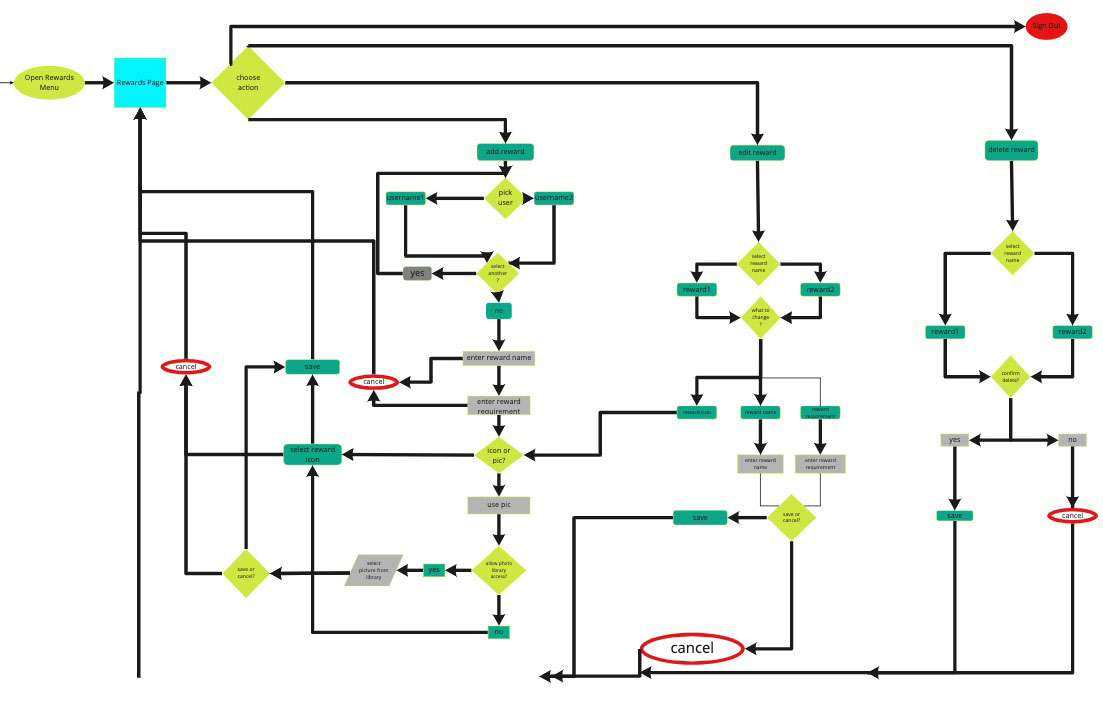 Sign Out
Open Rewards
Menu
Rewards Page
choose
action
add reward
edit reward
delete reward
pick
user
username1
username2
select
another
?
yes
no
select
reward
name
reward1
reward2
what to
change
?
select
reward
name
reward1
reward2
confirm
delete?
yes
no
save
cancel
enter reward name
cancel
enter reward
requirement
cancel
save
select reward
icon
icon or
pic?
use pic
allow photo
library
access?
yes
no
select
picture from
library
save or
cancel?
reward icon
reward name
reward
requirement
enter reward
name
enter reward
requirement
save or
cancel?
save
cancel